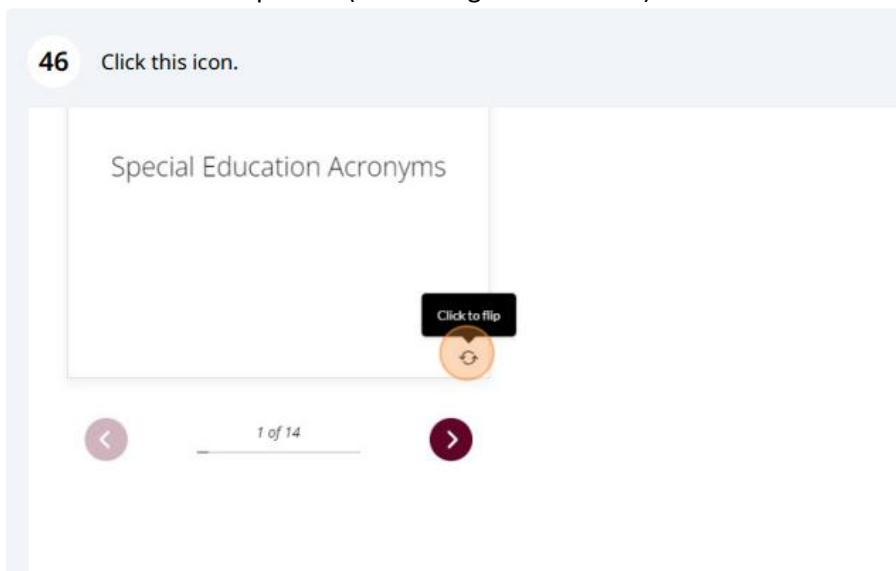 46 Click this icon.
Special Education Acronyms
Click to flip
1 of 14